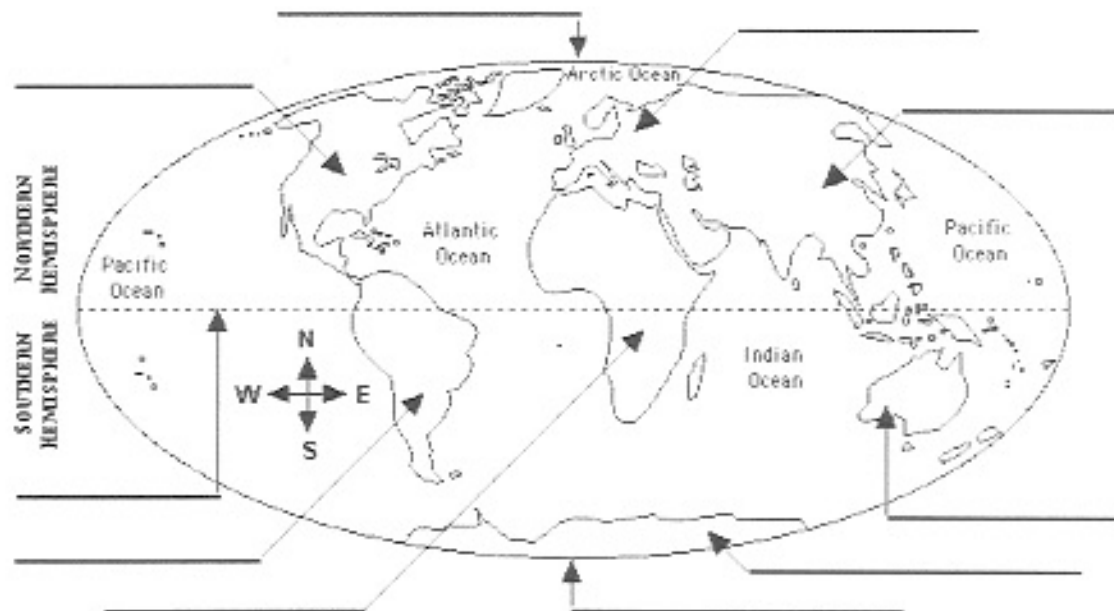 Arctic Ocean
NORTHERN
HEMISPHERE
Atlantic
Ocean
Pacific
Ocean
Pacific
Ocean
SOUTHERN
HEMISPHERE
N
W
E
S
Indian
Ocean